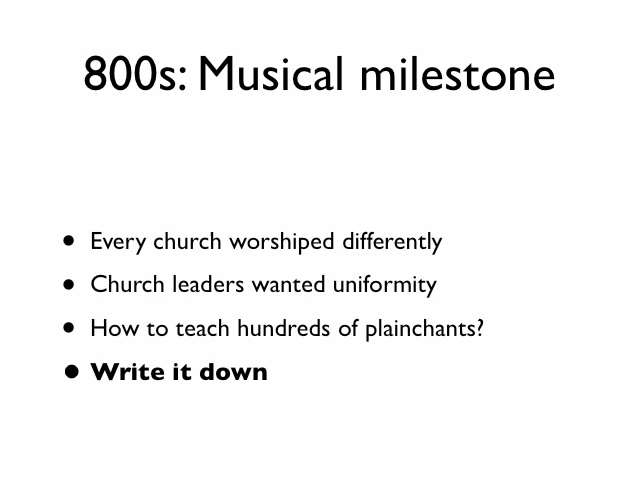 800s: Musical milestone
• Every church worshiped differently
• Church leaders wanted uniformity
• How to teach hundreds of plainchants?
• Write it down